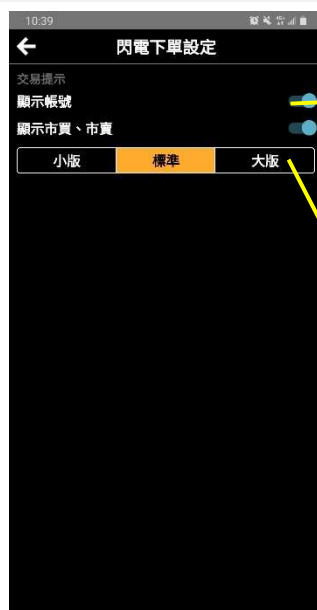 10:39
閃電下單設定
交易提示
顯示帳號
顯示市買、市賣
小版 標準 大版